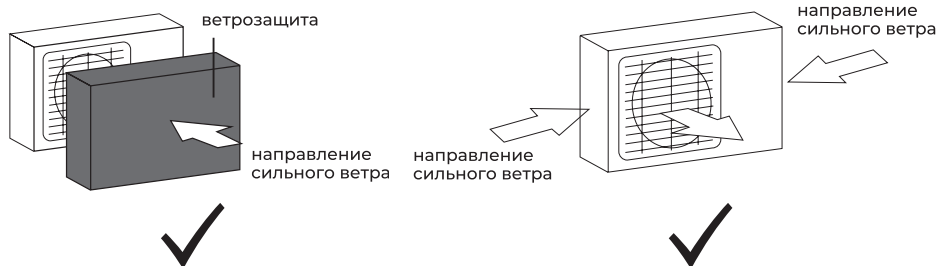 ветрозащита
направление
сильного ветра
направление
сильного ветра
направление
сильного ветра